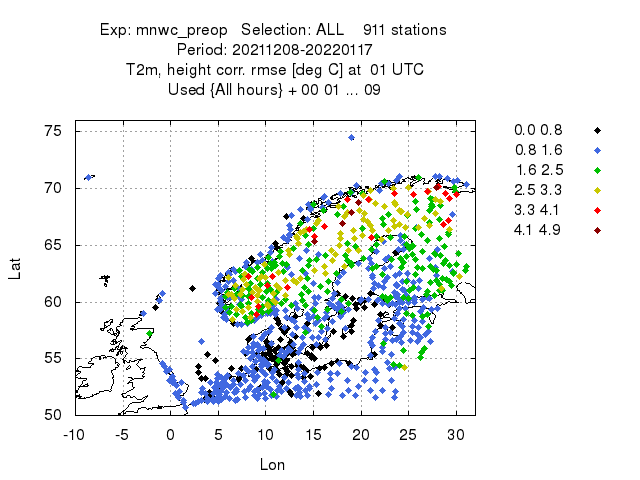 Exp: mnwc_preop   Selection: ALL    911 stations
Period: 20211208-20220117
T2m, height corr. rmse [deg C] at  01 UTC
Used {All hours} + 00 01 ... 09
0.0 0.8
0.8 1.6
1.6 2.5
2.5 3.3
3.3 4.1
4.1 4.9
75
70
65
60
55
50
Lat
-10 -5 0 5 10 15 20 25 30
Lon